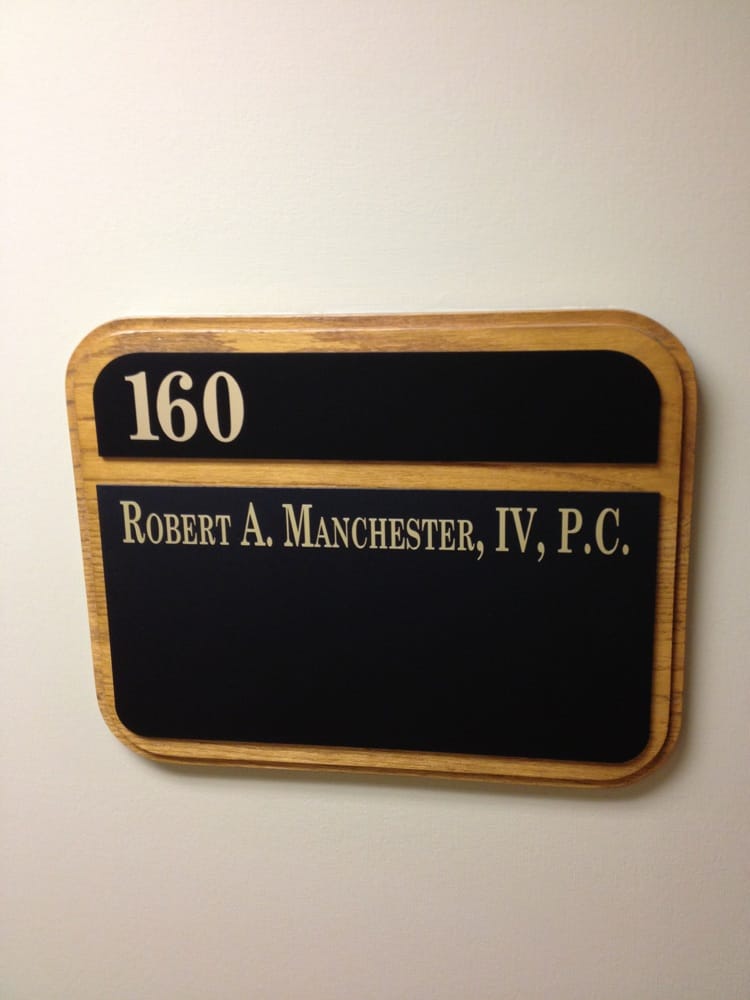 160
Robert A. Manchester, IV, P.C.